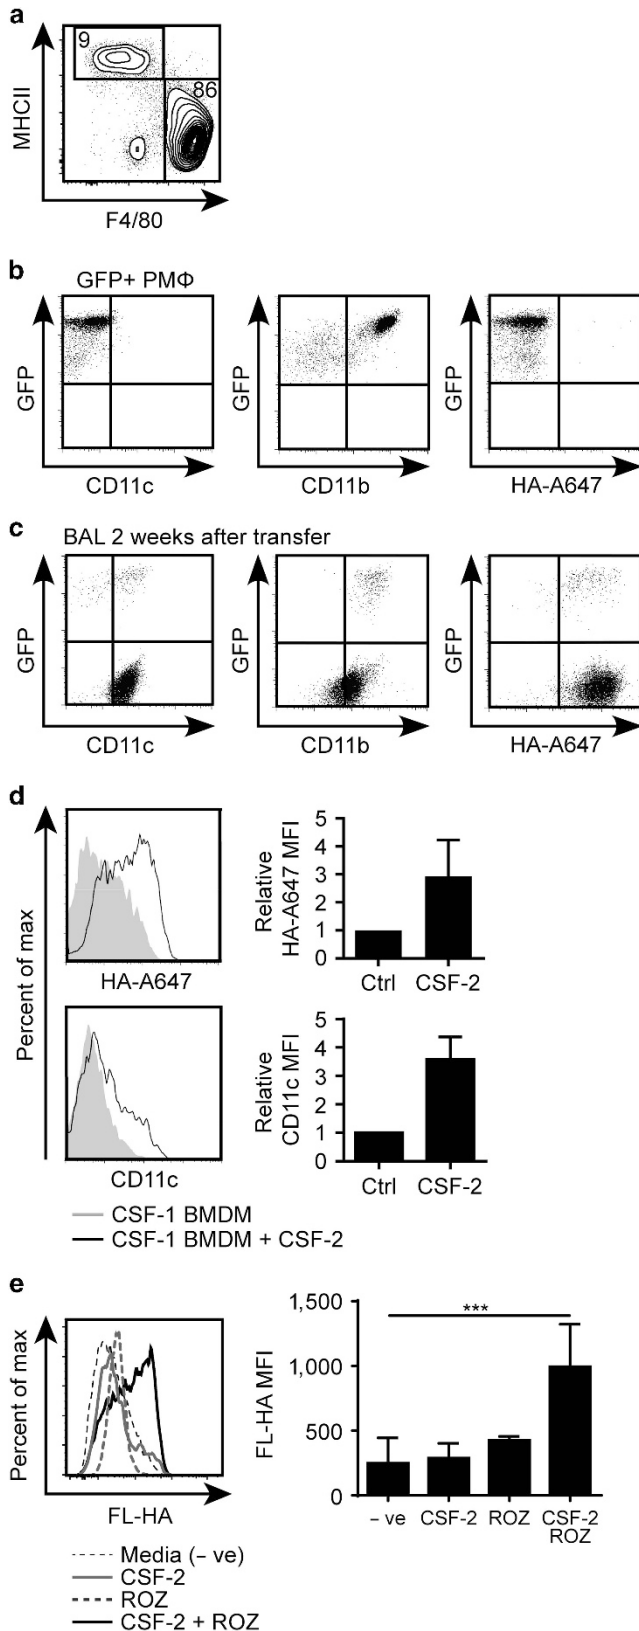 a
9
86
MHCII
F4/80
b
GFP+ PMΦ
GFP
CD11c
GFP
CD11b
GFP
HA-A647
c
BAL 2 weeks after transfer
GFP
CD11c
GFP
CD11b
GFP
HA-A647
d
Percent of max
HA-A647
CD11c
Relative
HA-A647 MFI
5
4
3
2
1
0
Ctrl CSF-2
Relative
CD11c MFI
5
4
3
2
1
0
Ctrl CSF-2
CSF-1 BMDM
CSF-1 BMDM + CSF-2
e
Percent of max
FL-HA
Media (– ve)
CSF-2
ROZ
CSF-2 + ROZ
FL-HA MFI
1,500
1,000
500
0
***
– ve CSF-2 ROZ CSF-2
ROZ